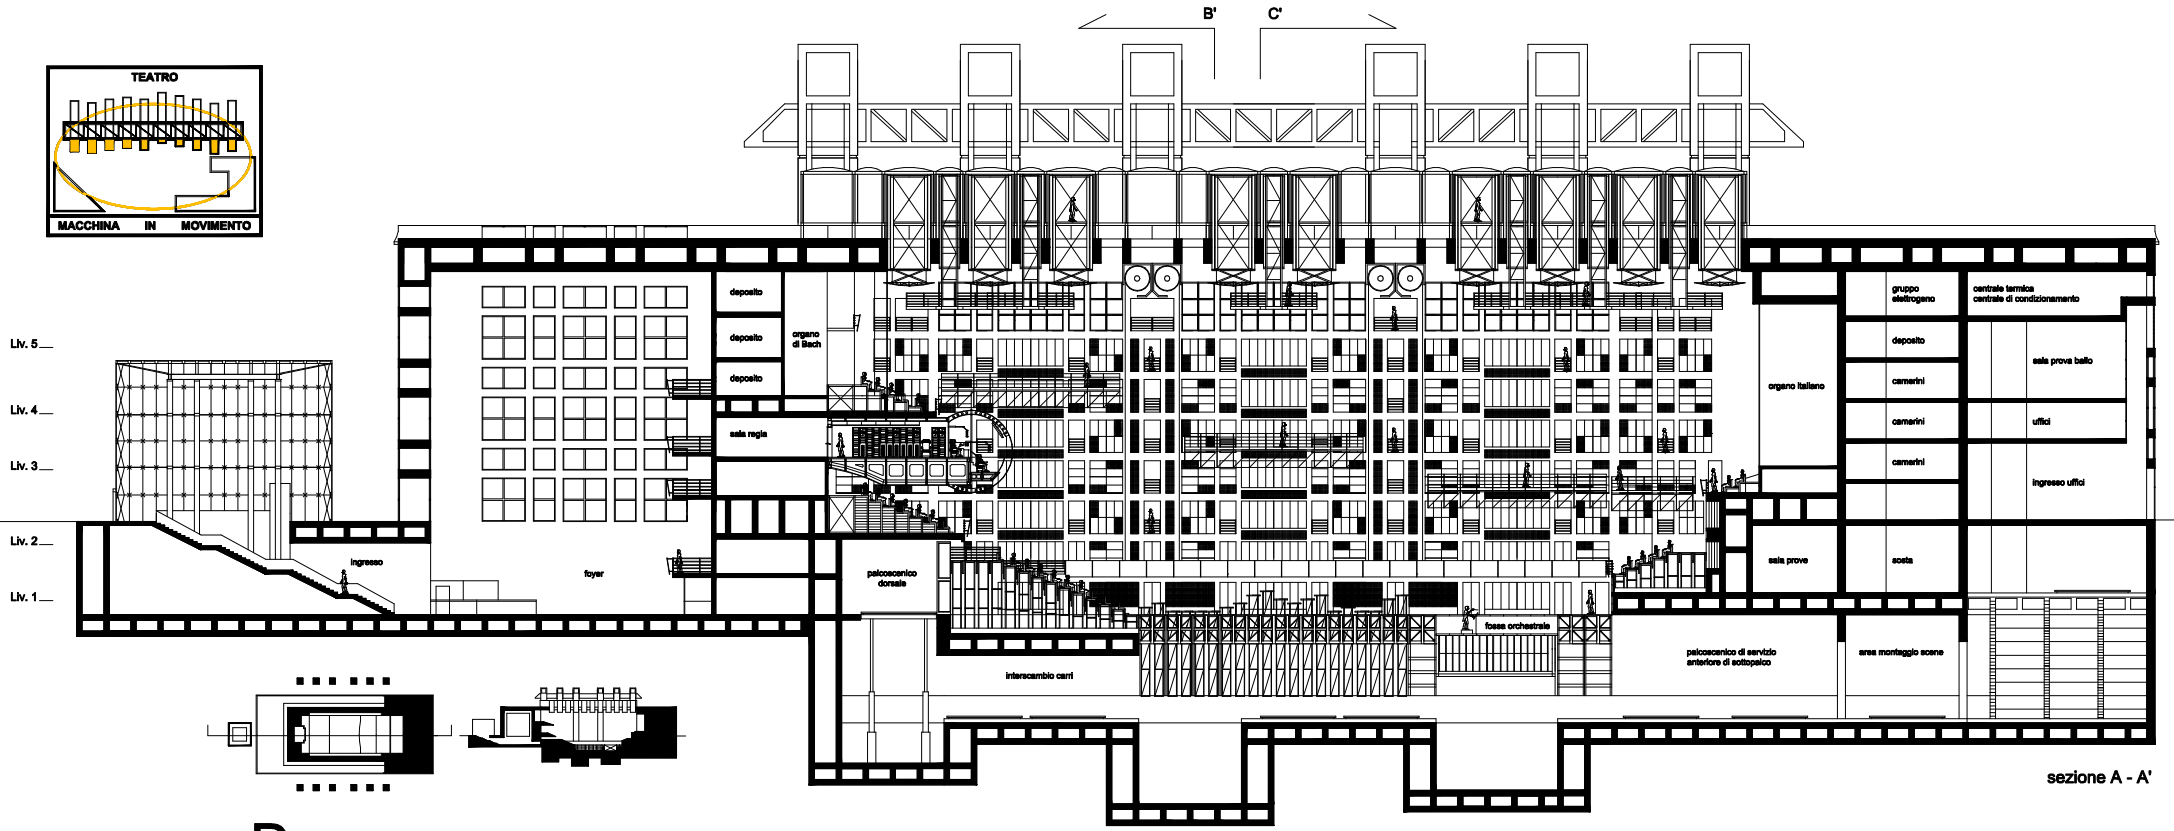 B' C'
TEATRO
MACCHINA IN MOVIMENTO
Liv. 5
Liv. 4
Liv. 3
Liv. 2
Liv. 1
deposito
deposito
deposito
organo
di Bach
sala regia
ingresso
foyer
palcoscenico
dorsale
interscambio carri
fossa orchestrale
palcoscenico di servizio
anteriore di sottopalco
area montaggio scene
organo italiano
sala prove
sosta
gruppo
elettrogeno
deposito
camerini
camerini
camerini
centrale termica
centrale di condizionamento
sala prova ballo
uffici
ingresso uffici
sezione A - A'